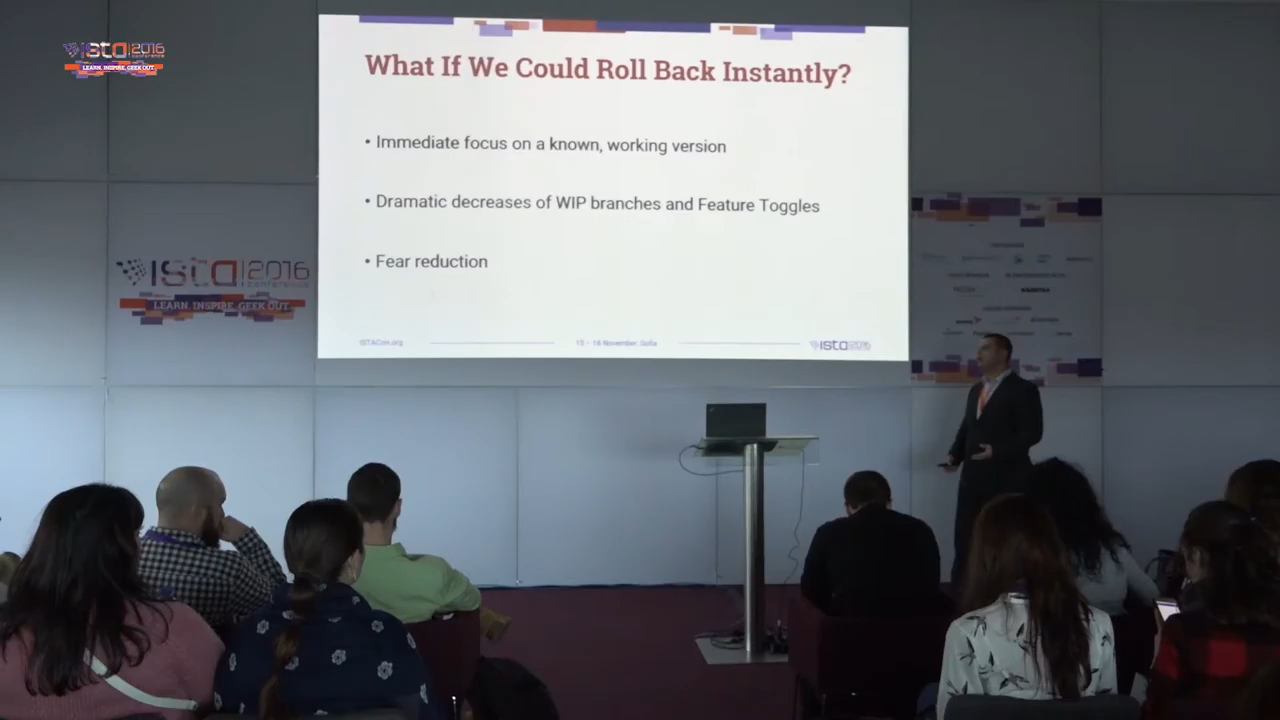 ista 2016
conference
LEARN. INSPIRE. GEEK OUT.
What If We Could Roll Back Instantly?
• Immediate focus on a known, working version
• Dramatic decreases of WIP branches and Feature Toggles
• Fear reduction
ISTACon.org
15 - 16 November, Sofia
ista 2016
ista 2016
conference
LEARN. INSPIRE. GEEK OUT